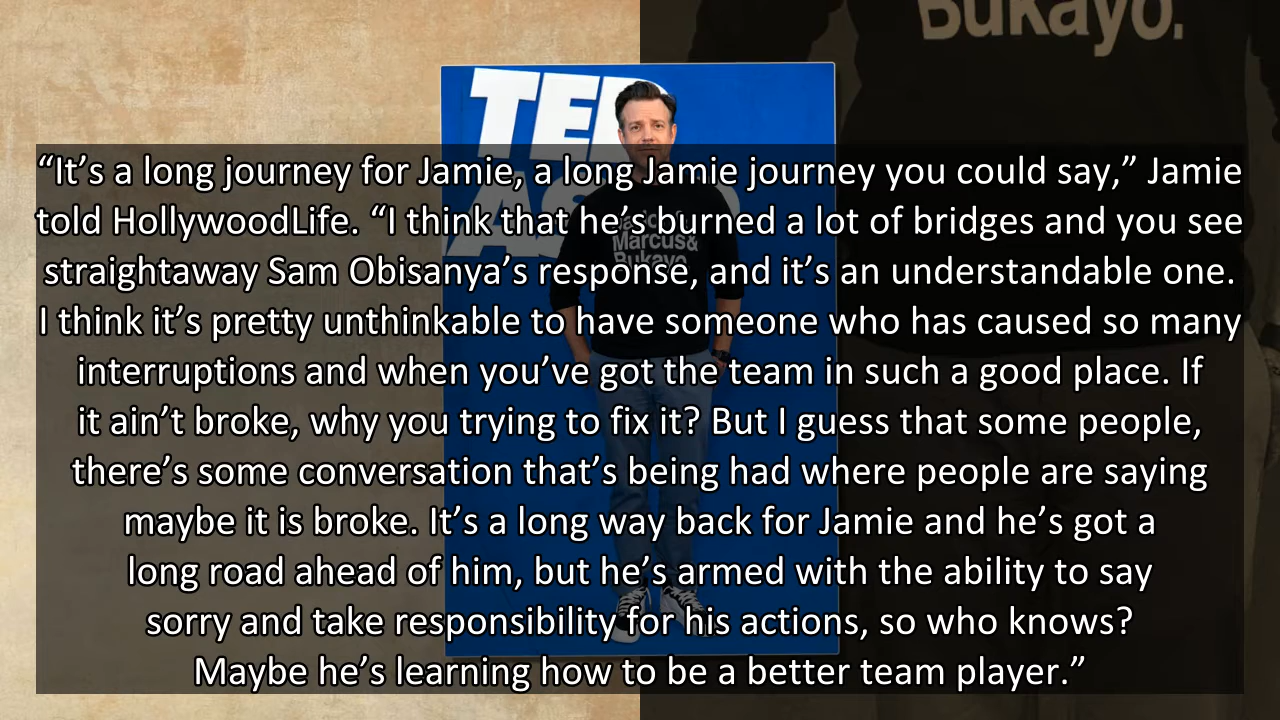 Bukayo.
TED
“It’s a long journey for Jamie, a long Jamie journey you could say,” Jamie
told HollywoodLife. “I think that he’s burned a lot of bridges and you see
straightaway Sam Obisanya’s response, and it’s an understandable one.
I think it’s pretty unthinkable to have someone who has caused so many
interruptions and when you’ve got the team in such a good place. If
it ain’t broke, why you trying to fix it? But I guess that some people,
there’s some conversation that’s being had where people are saying
maybe it is broke. It’s a long way back for Jamie and he’s got a
long road ahead of him, but he’s armed with the ability to say
sorry and take responsibility for his actions, so who knows?
Maybe he’s learning how to be a better team player.”
Marcus&
Bukayo.